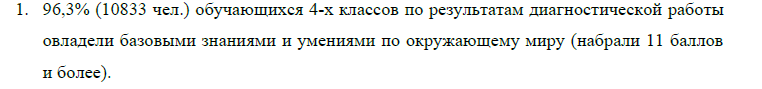 1. 96,3% (10833 чел.) обучающихся 4-х классов по результатам диагностической работы
овладели базовыми знаниями и умениями по окружающему миру (набрали 11 баллов
и более).